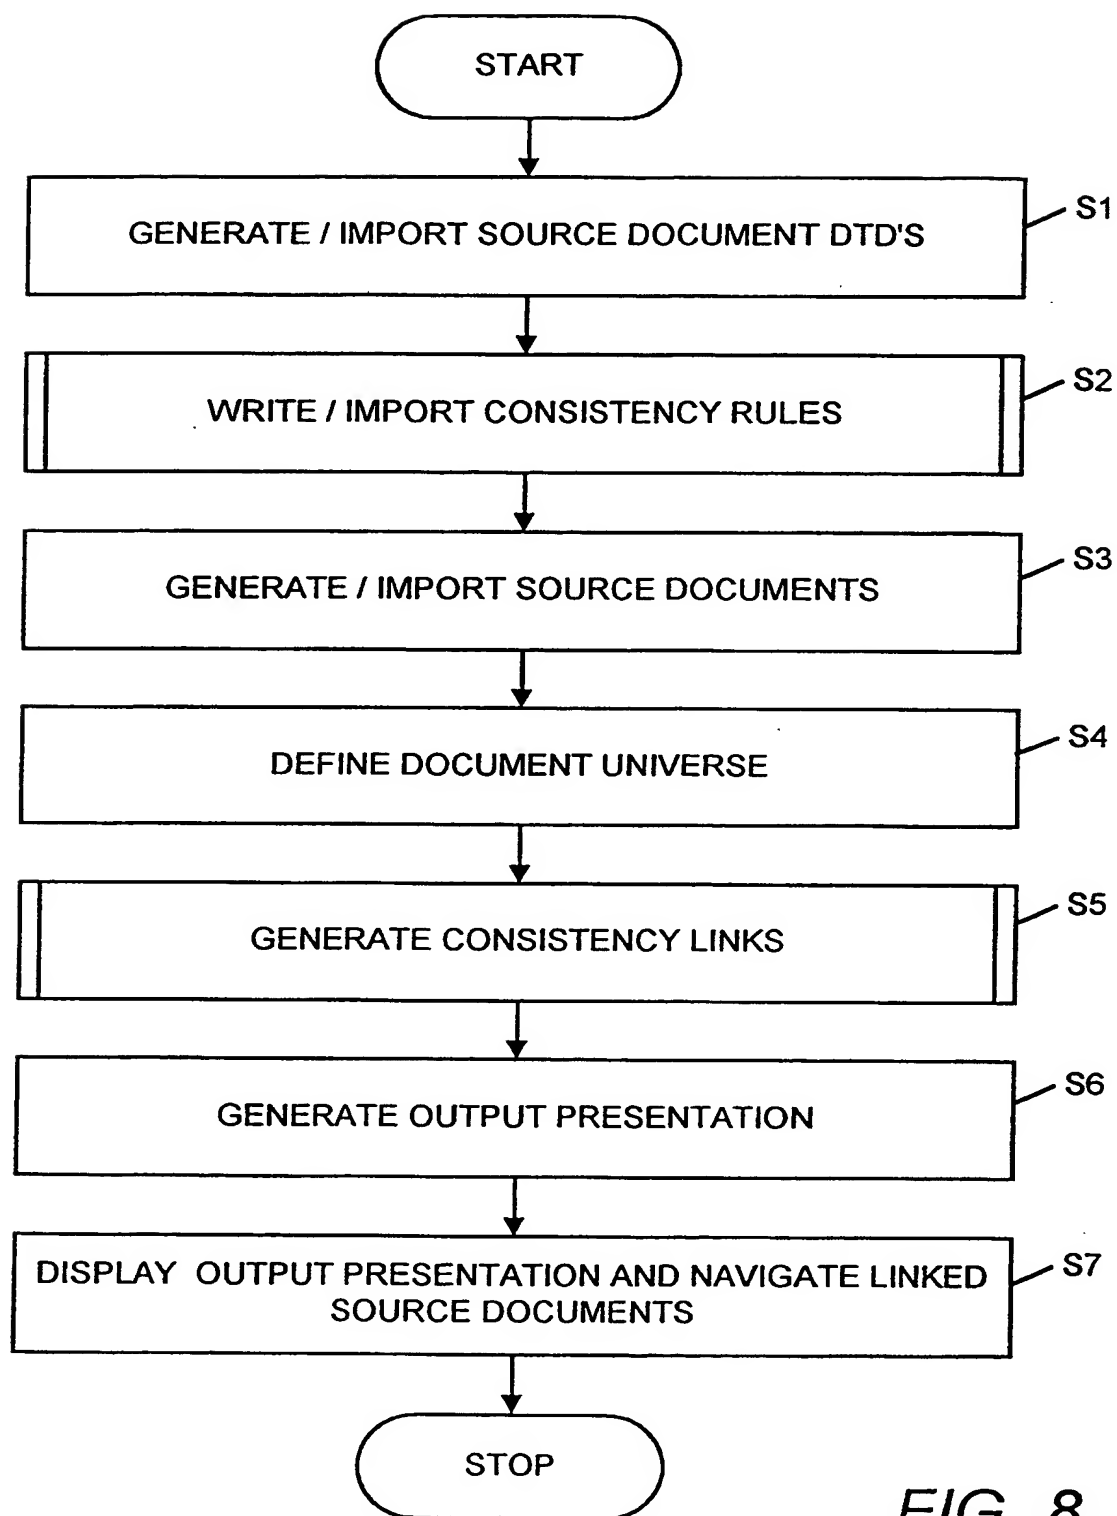 START
GENERATE / IMPORT SOURCE DOCUMENT DTD'S
S1
WRITE / IMPORT CONSISTENCY RULES
S2
GENERATE / IMPORT SOURCE DOCUMENTS
S3
DEFINE DOCUMENT UNIVERSE
S4
GENERATE CONSISTENCY LINKS
S5
GENERATE OUTPUT PRESENTATION
S6
DISPLAY OUTPUT PRESENTATION AND NAVIGATE LINKED
SOURCE DOCUMENTS
S7
STOP
FIG. 8